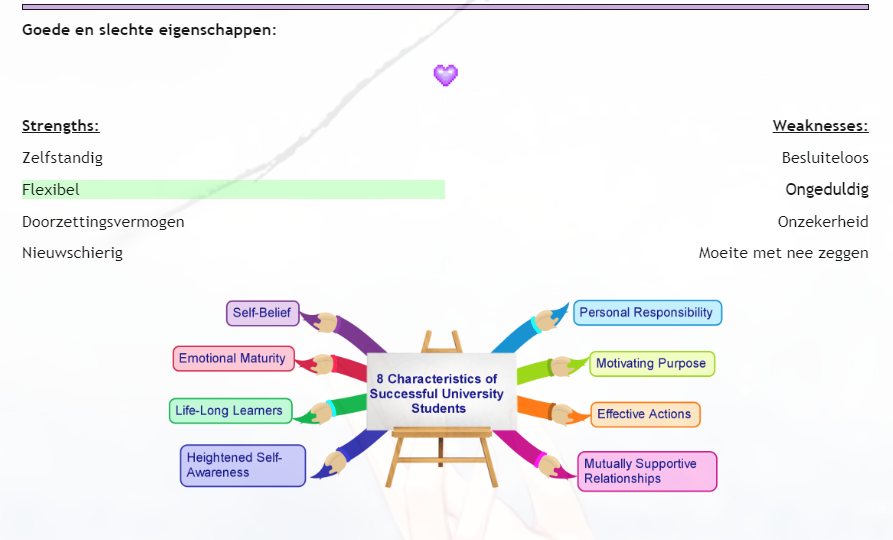 Goede en slechte eigenschappen:
Strengths:
Weaknesses:
Zelfstandig
Besluiteloos
Flexibel
Ongeduldig
Doorzettingsvermogen
Onzekerheid
Nieuwschierig
Moeite met nee zeggen
Self-Belief
Personal Responsibility
Emotional Maturity
Motivating Purpose
8 Characteristics of
Successful University
Students
Life-Long Learners
Effective Actions
Heightened Self-
Awareness
Mutually Supportive
Relationships